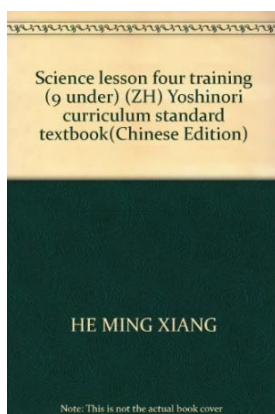 Science lesson four training
(9 under) (ZH) Yoshinori
curriculum standard
textbook(Chinese Edition)
HE MING XIANG
Note: This is not the actual book cover